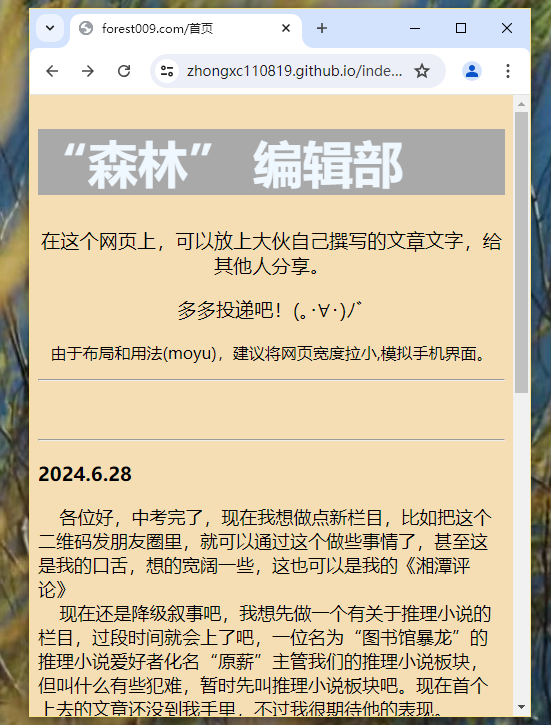 forest009.com/首页
zhongxc110819.github.io/inde...
“森林” 编辑部
在这个网页上，可以放上大伙自己撰写的文章文字，给
其他人分享。
多多投递吧！(｡･∀･)ﾉﾞ
由于布局和用法(moyu)，建议将网页宽度拉小,模拟手机界面。
2024.6.28
各位好，中考完了，现在我想做点新栏目，比如把这个
二维码发朋友圈里，就可以通过这个做些事情了，甚至这
是我的口舌，想的宽阔一些，这也可以是我的《湘潭评
论》
现在还是降级叙事吧，我想先做一个有关于推理小说的
栏目，过段时间就会上了吧，一位名为“图书馆暴龙”的
推理小说爱好者化名“原薪”主管我们的推理小说板块，
但叫什么有些犯难，暂时先叫推理小说板块吧。现在首个
上去的文章还没到我手里，不过我很期待他的表现。